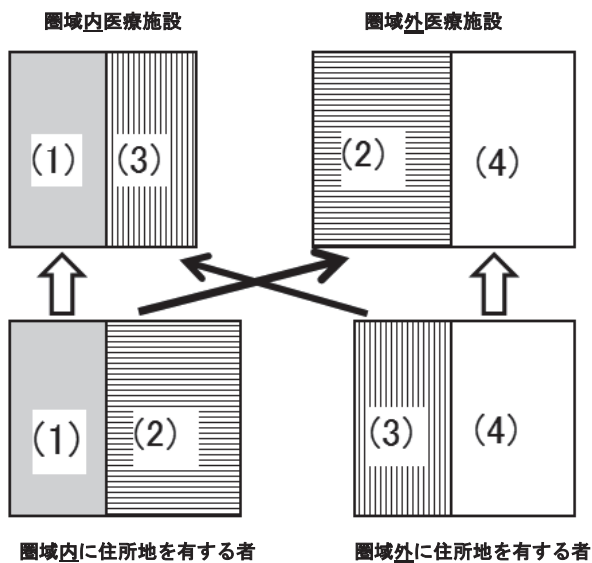 圏域内医療施設
圏域外医療施設
(1)
(3)
(2)
(4)
(1)
(2)
(3)
(4)
圏域内に住所地を有する者
圏域外に住所地を有する者